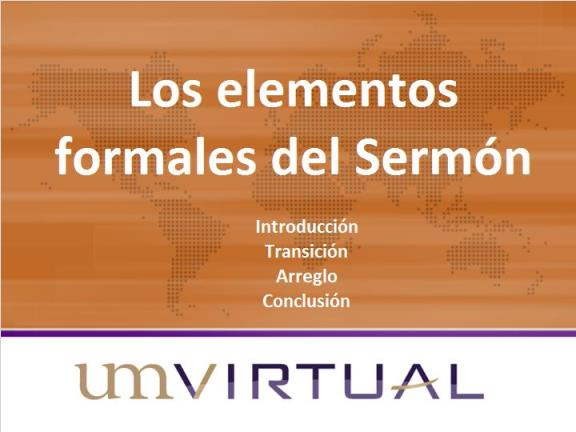 Los elementos
formales del Sermón
Introducción
Transición
Arreglo
Conclusión
umVIRTUAL